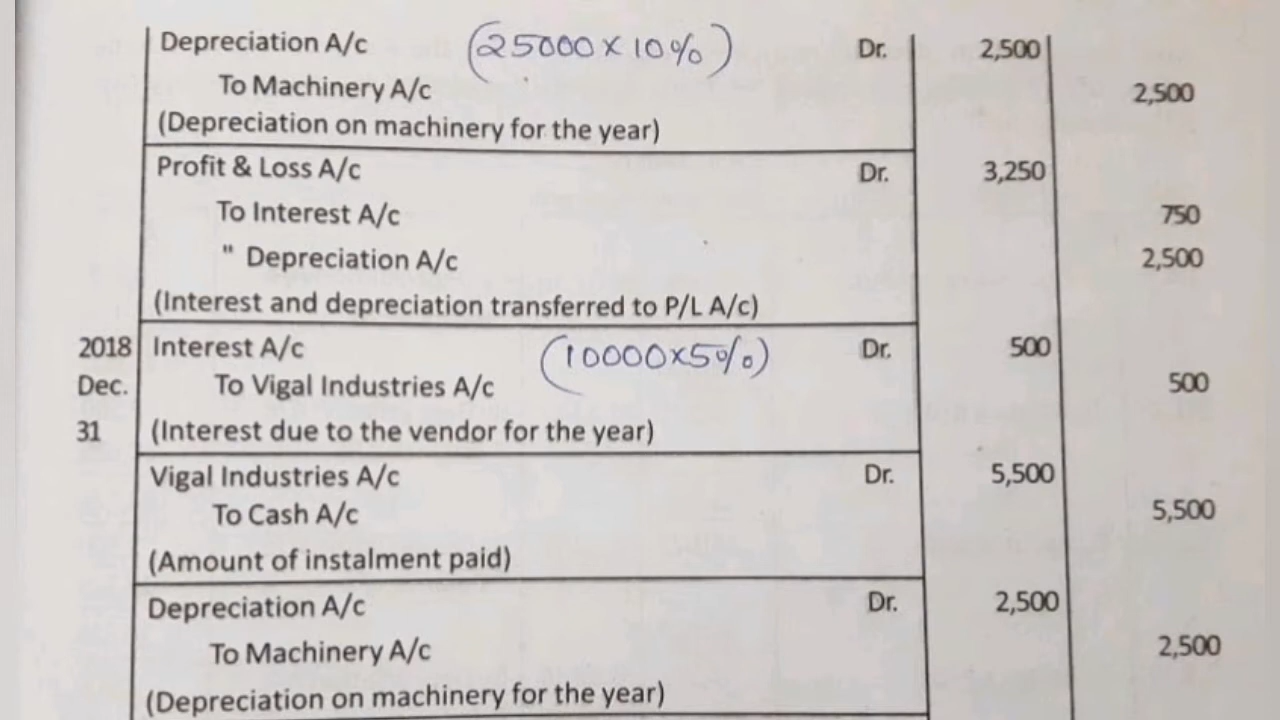 Depreciation A/c (25000 x 10%) Dr. 2,500
To Machinery A/c 2,500
(Depreciation on machinery for the year)
Profit & Loss A/c Dr. 3,250
To Interest A/c 750
" Depreciation A/c 2,500
(Interest and depreciation transferred to P/L A/c)
2018 Interest A/c (10000x5%) Dr. 500
Dec. To Vigal Industries A/c 500
31 (Interest due to the vendor for the year)
Vigal Industries A/c Dr. 5,500
To Cash A/c 5,500
(Amount of instalment paid)
Depreciation A/c Dr. 2,500
To Machinery A/c 2,500
(Depreciation on machinery for the year)